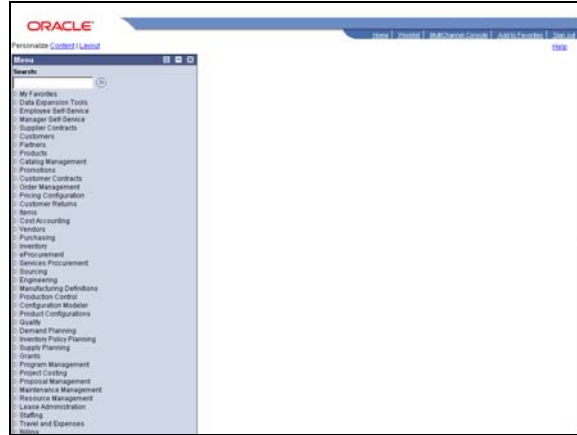 ORACLE
Home | Worklist | MultiChannel Console | Add to Favorites | Sign out
Personalize Content | Layout
Help
Menu
Search:
My Favorites
Data Expansion Tools
Employee Self-Service
Manager Self-Service
Supplier Contracts
Customers
Partners
Products
Catalog Management
Promotions
Customer Contracts
Order Management
Pricing Configuration
Customer Returns
Items
Cost Accounting
Vendors
Purchasing
Inventory
eProcurement
Services Procurement
Sourcing
Engineering
Manufacturing Definitions
Production Control
Configuration Modeler
Product Configurations
Quality
Demand Planning
Inventory Policy Planning
Supply Planning
Grants
Program Management
Project Costing
Proposal Management
Maintenance Management
Resource Management
Lease Administration
Staffing
Travel and Expenses
Billing